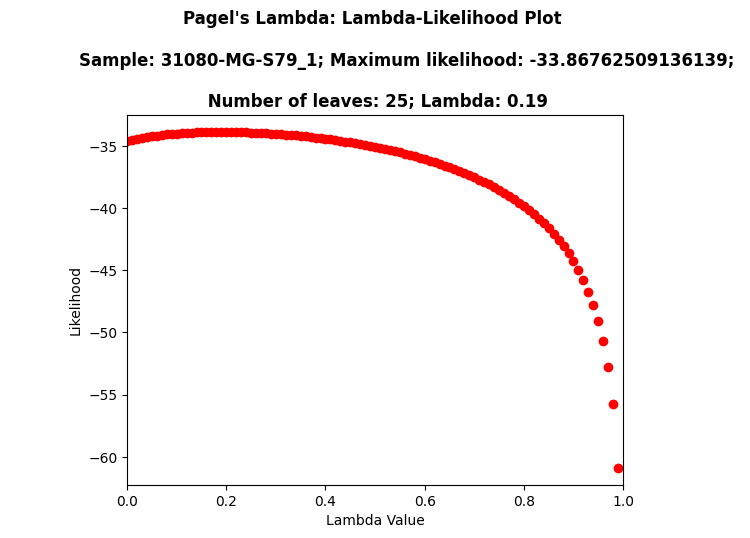 Pagel's Lambda: Lambda-Likelihood Plot
Sample: 31080-MG-S79_1; Maximum likelihood: -33.86762509136139;
Number of leaves: 25; Lambda: 0.19
−35
−40
−45
−50
−55
−60
Likelihood
0.0 0.2 0.4 0.6 0.8 1.0
Lambda Value